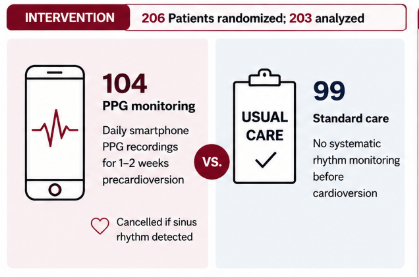 INTERVENTION
206 Patients randomized; 203 analyzed
104
PPG monitoring
Daily smartphone
PPG recordings
for 1–2 weeks
precardioversion
Cancelled if sinus
rhythm detected
VS.
USUAL
CARE
99
Standard care
No systematic
rhythm monitoring
before
cardioversion